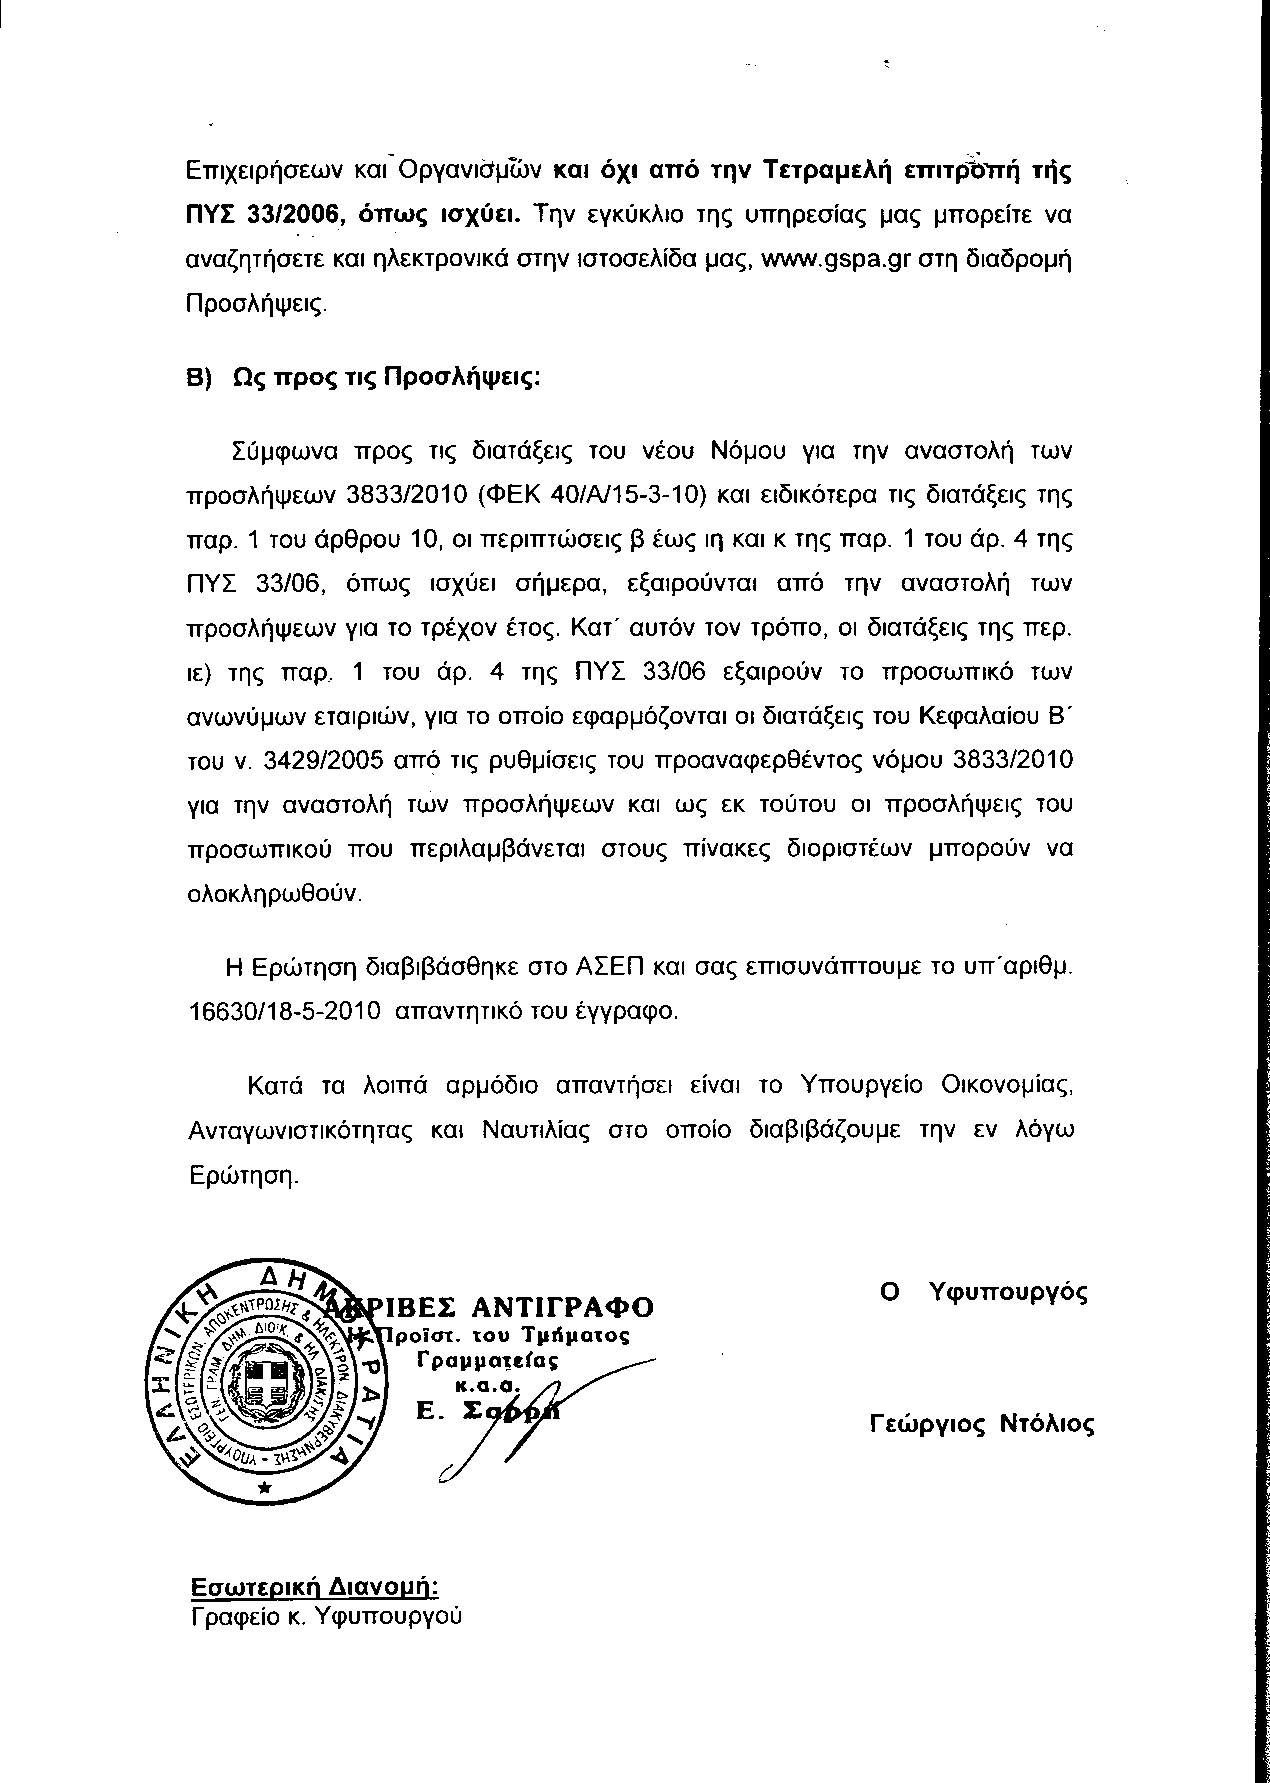 Επιχειρήσεων και Οργανισμών και όχι από την Τετραμελή επιτροπή της
ΠΥΣ 33/2006, όπως ισχύει. Την εγκύκλιο της υπηρεσίας μας μπορείτε να
αναζητήσετε και ηλεκτρονικά στην ιστοσελίδα μας, www.gspa.gr στη διαδρομή
Προσλήψεις.
Β) Ως προς τις Προσλήψεις:
Σύμφωνα προς τις διατάξεις του νέου Νόμου για την αναστολή των
προσλήψεων 3833/2010 (ΦΕΚ 40/Α/15-3-10) και ειδικότερα τις διατάξεις της
παρ. 1 του άρθρου 10, οι περιπτώσεις β έως ιη και κ της παρ. 1 του άρ. 4 της
ΠΥΣ 33/06, όπως ισχύει σήμερα, εξαιρούνται από την αναστολή των
προσλήψεων για το τρέχον έτος. Κατ΄ αυτόν τον τρόπο, οι διατάξεις της περ.
ιε) της παρ. 1 του άρ. 4 της ΠΥΣ 33/06 εξαιρούν το προσωπικό των
ανωνύμων εταιριών, για το οποίο εφαρμόζονται οι διατάξεις του Κεφαλαίου Β΄
του ν. 3429/2005 από τις ρυθμίσεις του προαναφερθέντος νόμου 3833/2010
για την αναστολή των προσλήψεων και ως εκ τούτου οι προσλήψεις του
προσωπικού που περιλαμβάνεται στους πίνακες διοριστέων μπορούν να
ολοκληρωθούν.
Η Ερώτηση διαβιβάσθηκε στο ΑΣΕΠ και σας επισυνάπτουμε το υπ΄αριθμ.
16630/18-5-2010 απαντητικό του έγγραφο.
Κατά τα λοιπά αρμόδιο απαντήσει είναι το Υπουργείο Οικονομίας,
Ανταγωνιστικότητας και Ναυτιλίας στο οποίο διαβιβάζουμε την εν λόγω
Ερώτηση.
Ο Υφυπουργός
ΕΛΛΗΝΙΚΗ ΔΗΜΟΚΡΑΤΙΑ
ΑΚΡΙΒΕΣ ΑΝΤΙΓΡΑΦΟ
Η Προϊστ. του Τμήματος
Γραμματείας
κ.α.α.
Ε. Σαρρή
Γεώργιος Ντόλιος
Εσωτερική Διανομή:
Γραφείο κ. Υφυπουργού